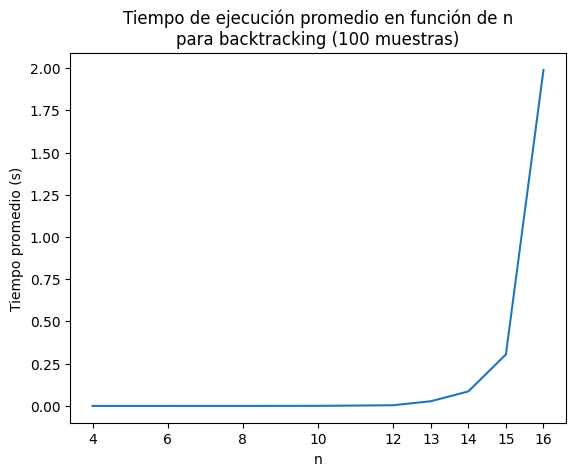 Tiempo de ejecución promedio en función de n
para backtracking (100 muestras)
2.00
1.75
1.50
1.25
1.00
0.75
0.50
0.25
0.00
Tiempo promedio (s)
4 6 8 10 12 13 14 15 16
n